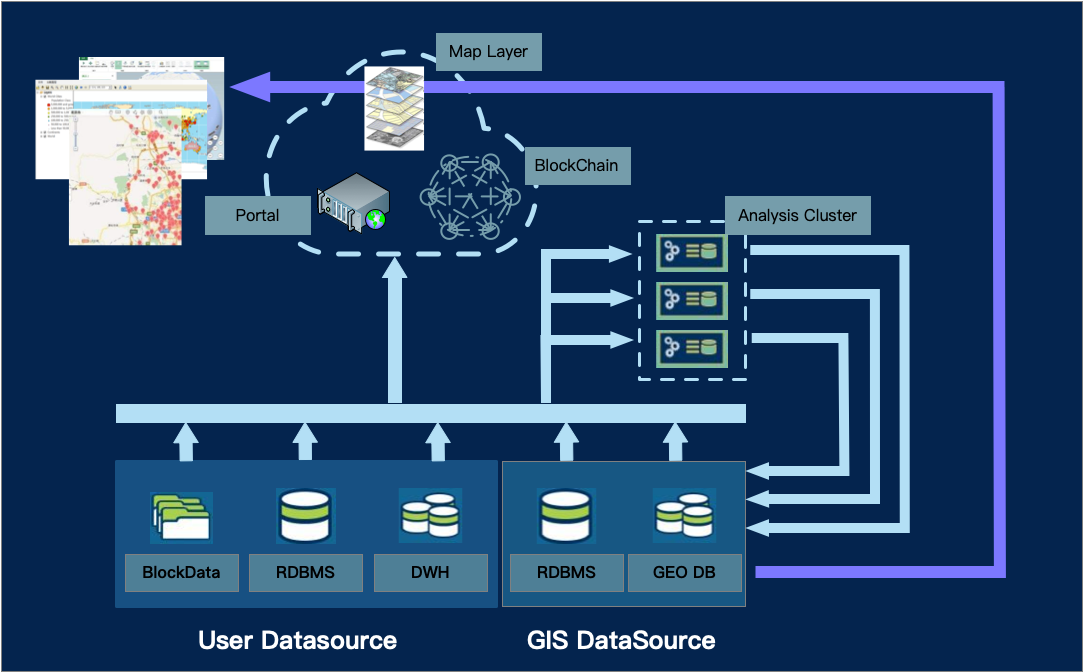 Map Layer
BlockChain
Portal
Analysis Cluster
BlockData
RDBMS
DWH
RDBMS
GEO DB
User Datasource
GIS DataSource